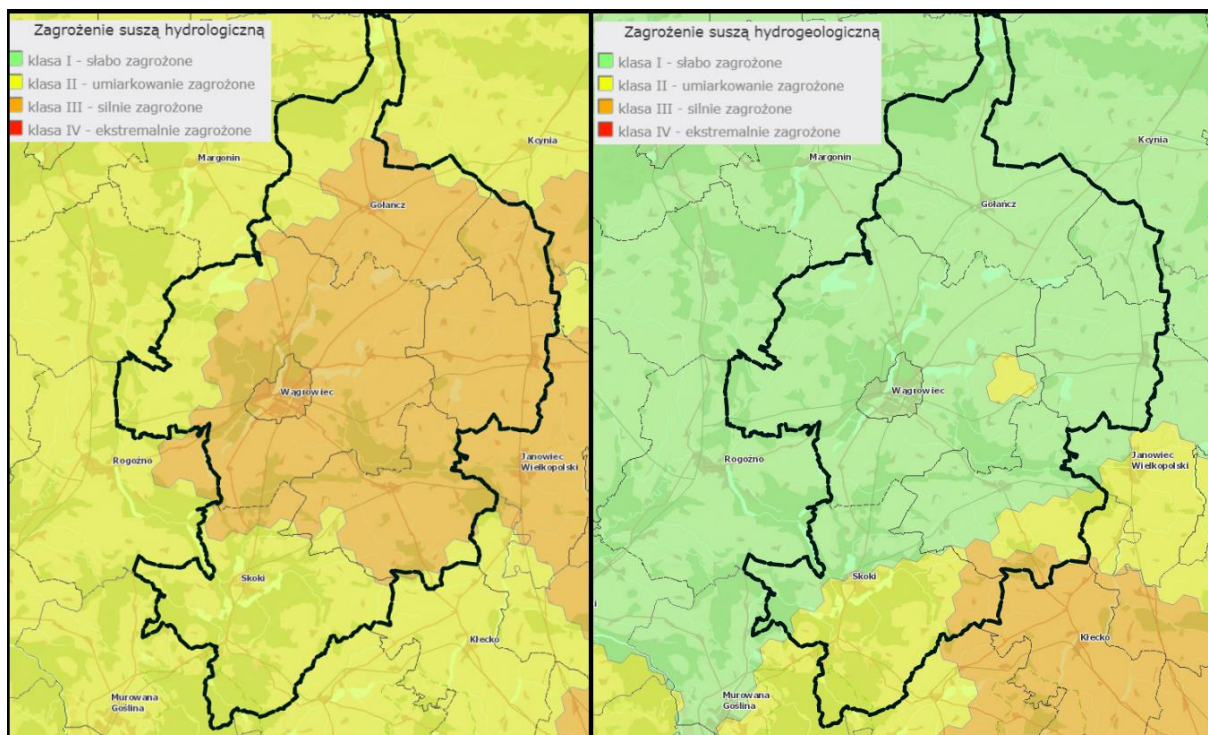 Zagrożenie suszą hydrologiczną
klasa I - słabo zagrożone
klasa II - umiarkowanie zagrożone
klasa III - silnie zagrożone
klasa IV - ekstremalnie zagrożone
Kcynia
Margonin
Gołańcz
Wągrowiec
Rogoźno
Janowiec
Wielkopolski
Skoki
Kłecko
Murowana
Goślina
Zagrożenie suszą hydrogeologiczną
klasa I - słabo zagrożone
klasa II - umiarkowanie zagrożone
klasa III - silnie zagrożone
klasa IV - ekstremalnie zagrożone
Kcynia
Margonin
Gołańcz
Wągrowiec
Rogoźno
Janowiec
Wielkopolski
Skoki
Kłecko
Murowana
Goślina